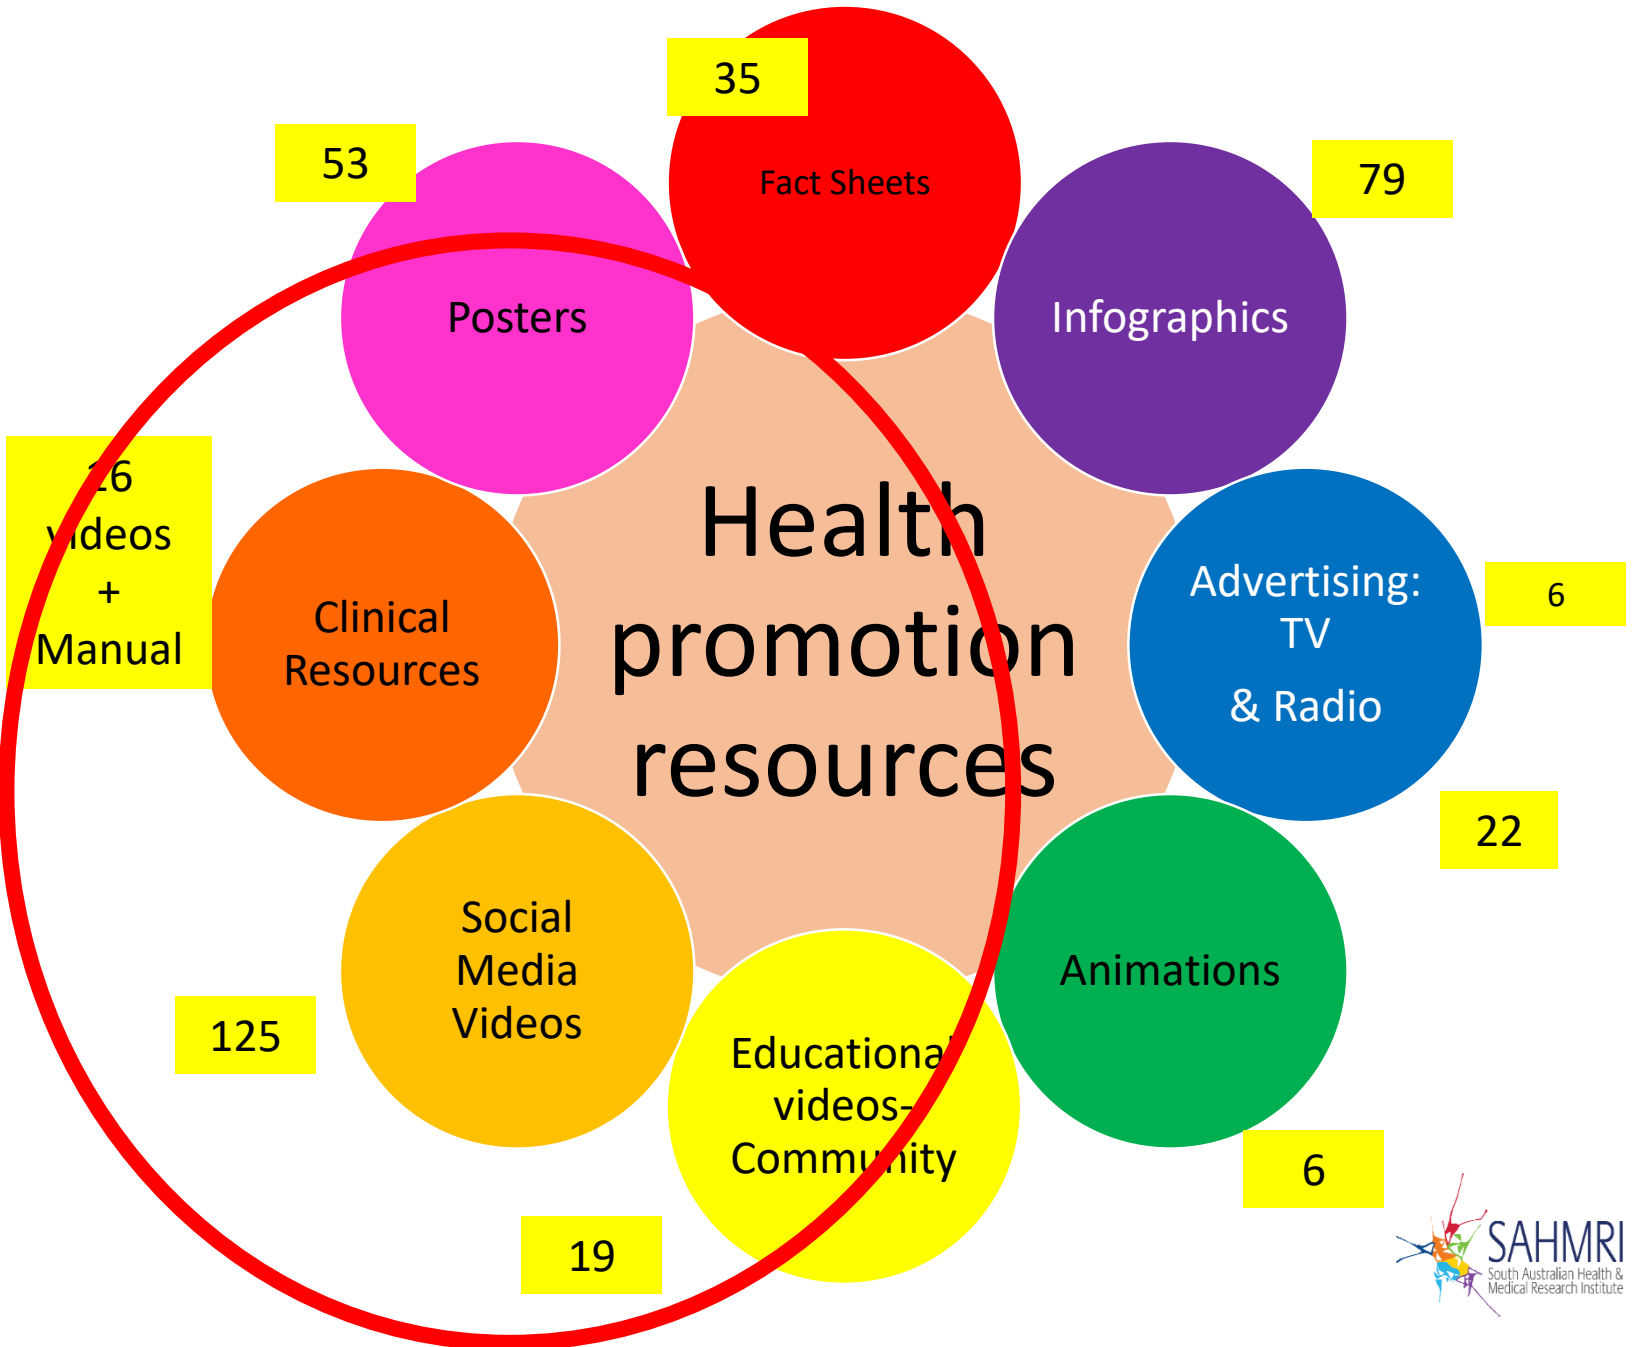 35
Fact Sheets
53
Posters
79
Infographics
16
videos
+
Manual
Clinical
Resources
Health
promotion
resources
Advertising:
TV
& Radio
6
22
Social
Media
Videos
125
Educational
videos-
Community
19
Animations
6
SAHMRI
South Australian Health &
Medical Research Institute